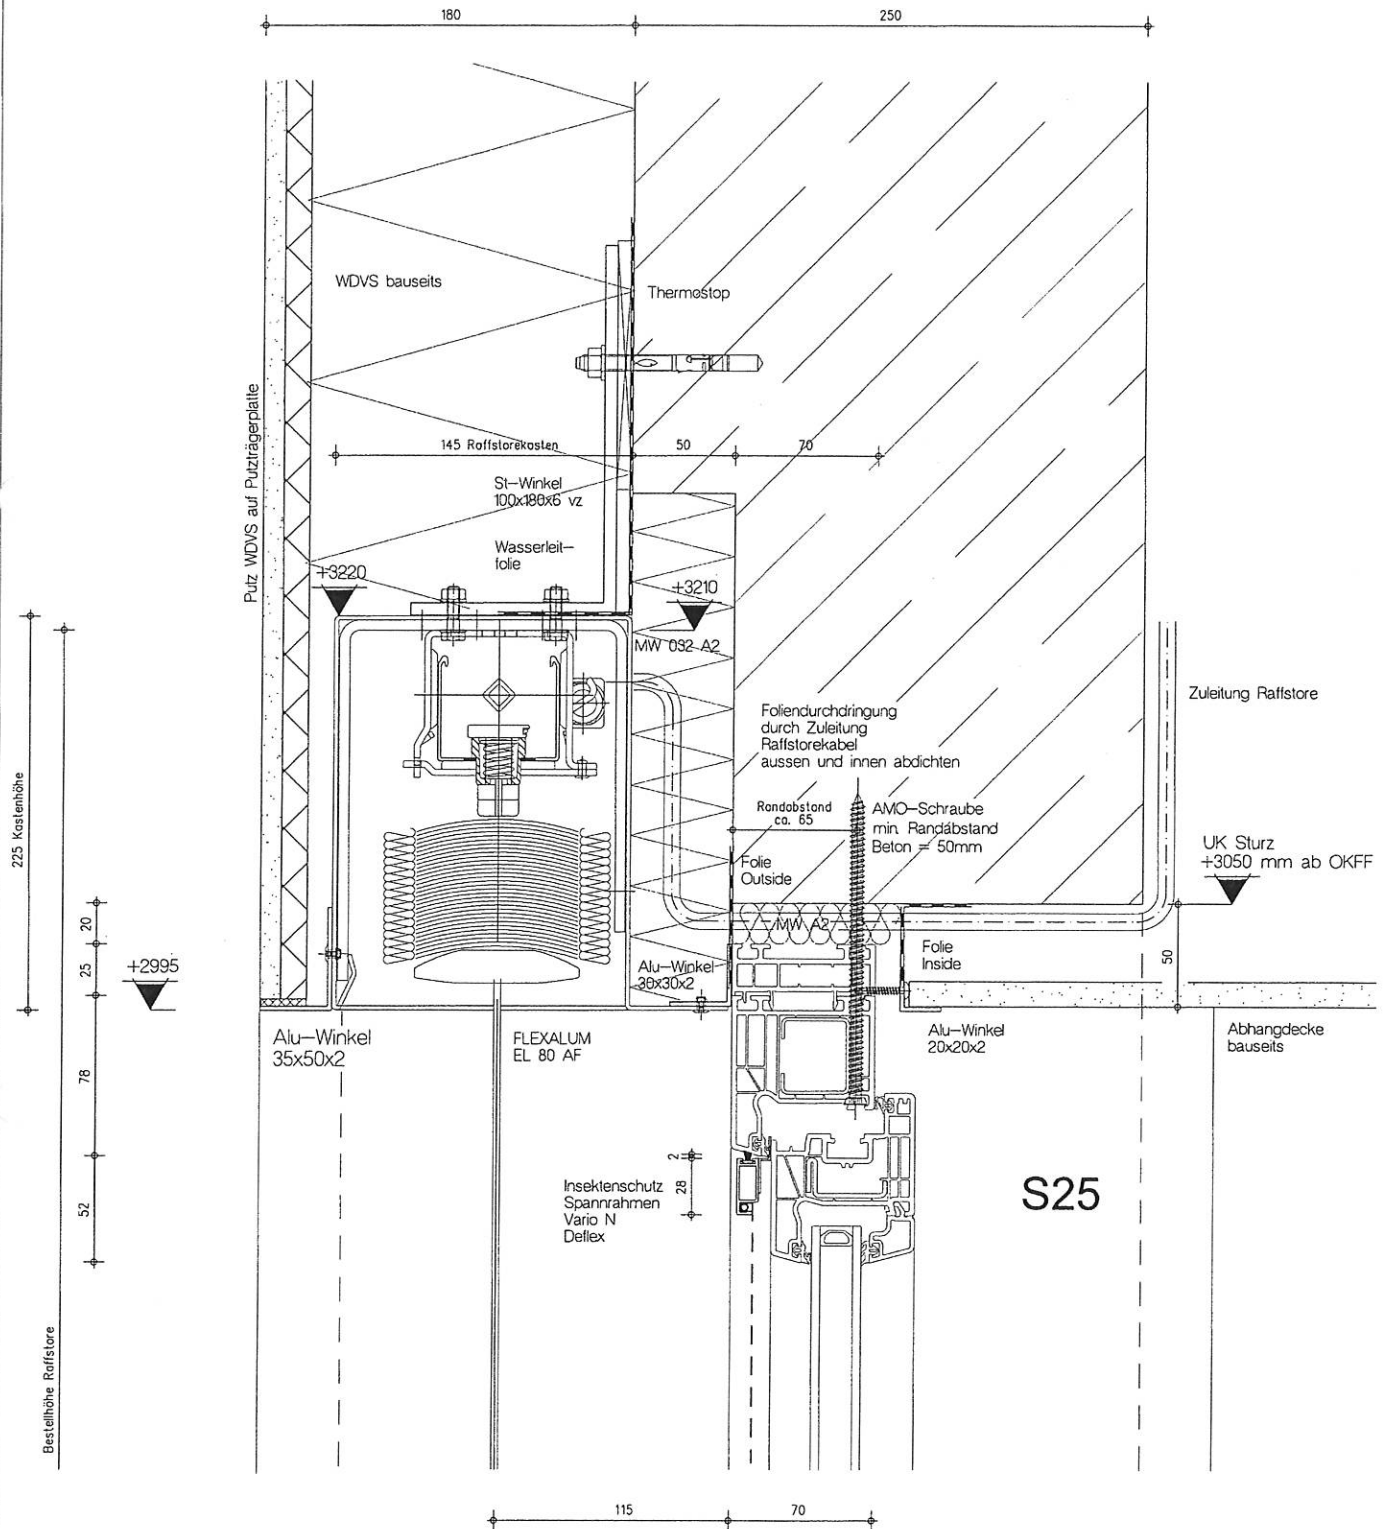 180
250
WDVS bauseits
Thermostop
Putz WDVS auf Putzträgerplatte
145 Raffstorekasten
50
70
St-Winkel
100x180x6 vz
Wasserleit-
folie
+3220
+3210
MW 032 A2
Zuleitung Raffstore
Foliendurchdringung
durch Zuleitung
Raffstorekabel
aussen und innen abdichten
Randabstand
ca. 65
AMO-Schraube
min. Randabstand
Beton = 50mm
225 Kastenhöhe
UK Sturz
+3050 mm ab OKFF
Folie
Outside
20
MW A2
25
+2995
Alu-Winkel
30x30x2
Folie
Inside
50
Alu-Winkel
35x50x2
FLEXALUM
EL 80 AF
Alu-Winkel
20x20x2
Abhangdecke
bauseits
78
2
28
Insektenschutz
Spannrahmen
Vario N
Deflex
52
S25
Bestellhöhe Raffstore
115
70